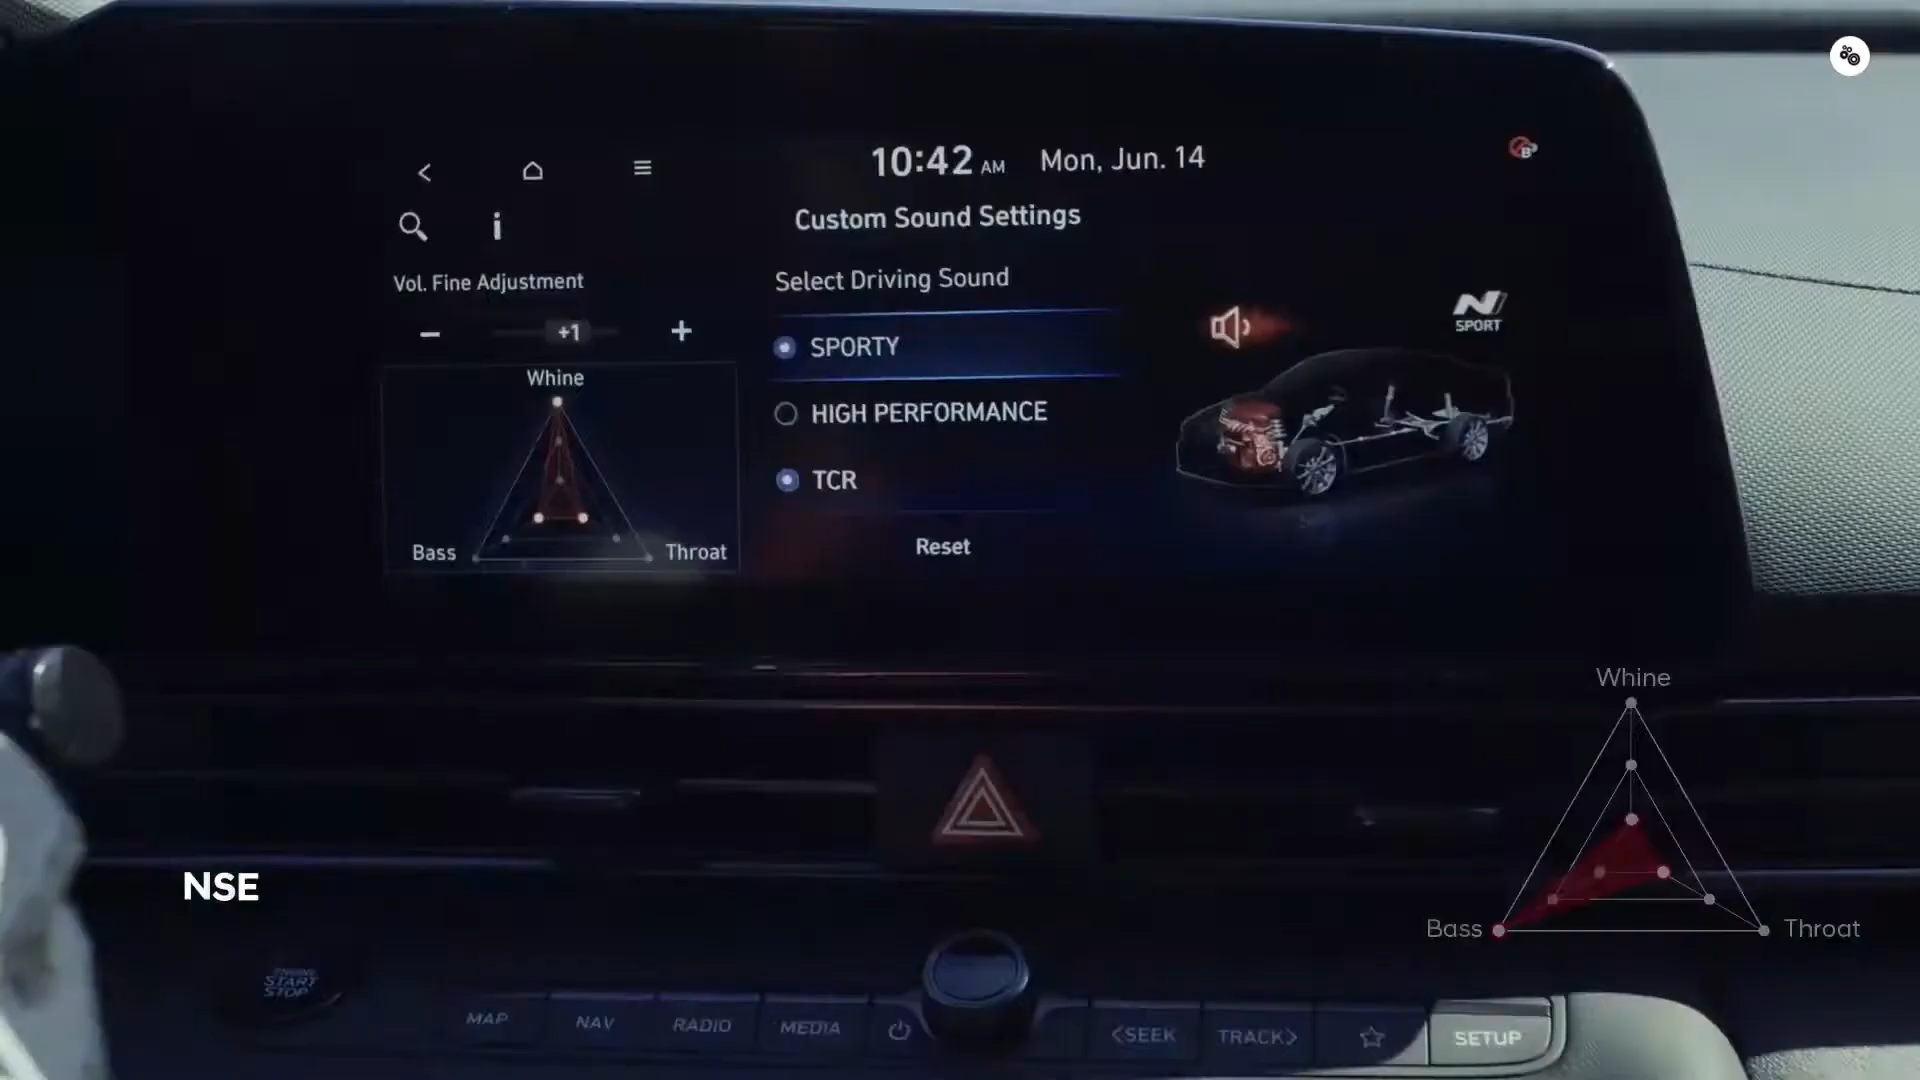 10:42 AM Mon, Jun. 14
Custom Sound Settings
Vol. Fine Adjustment
Select Driving Sound
+1
SPORTY
N SPORT
Whine
HIGH PERFORMANCE
TCR
Bass
Throat
Reset
Whine
NSE
Bass
Throat
ENGINE
START
STOP
MAP
NAV
RADIO
MEDIA
<SEEK
TRACK>
SETUP